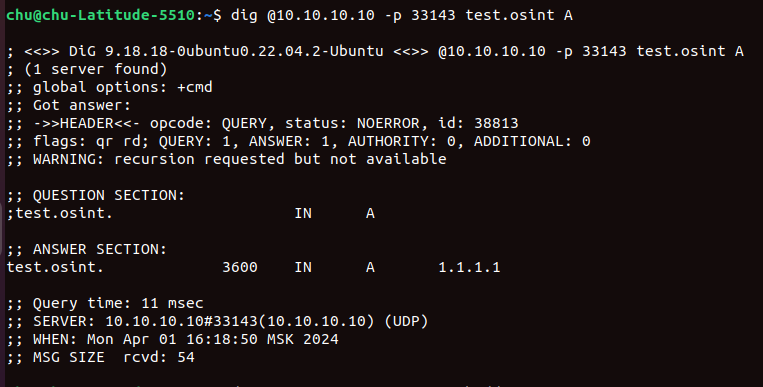 chu@chu-Latitude-5510:~$ dig @10.10.10.10 -p 33143 test.osint A
; <<>> DiG 9.18.18-0ubuntu0.22.04.2-Ubuntu <<>> @10.10.10.10 -p 33143 test.osint A
; (1 server found)
;; global options: +cmd
;; Got answer:
;; ->>HEADER<<- opcode: QUERY, status: NOERROR, id: 38813
;; flags: qr rd; QUERY: 1, ANSWER: 1, AUTHORITY: 0, ADDITIONAL: 0
;; WARNING: recursion requested but not available
;; QUESTION SECTION:
;test.osint. IN A
;; ANSWER SECTION:
test.osint. 3600 IN A 1.1.1.1
;; Query time: 11 msec
;; SERVER: 10.10.10.10#33143(10.10.10.10) (UDP)
;; WHEN: Mon Apr 01 16:18:50 MSK 2024
;; MSG SIZE rcvd: 54